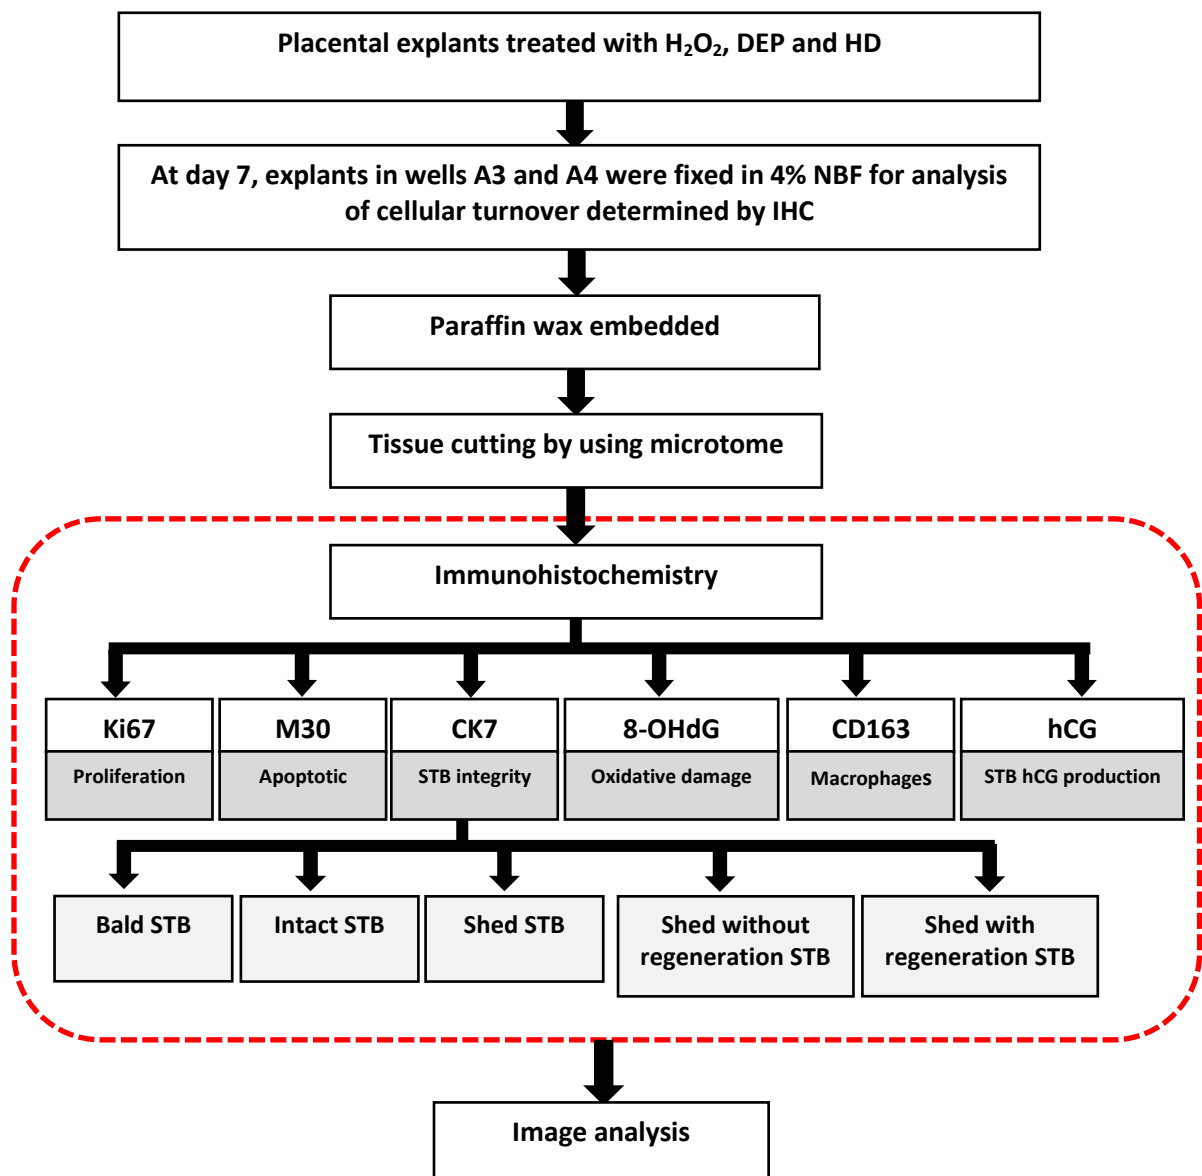 Placental explants treated with H₂O₂, DEP and HD
At day 7, explants in wells A3 and A4 were fixed in 4% NBF for analysis
of cellular turnover determined by IHC
Paraffin wax embedded
Tissue cutting by using microtome
Immunohistochemistry
Ki67
M30
CK7
8-OHdG
CD163
hCG
Proliferation
Apoptotic
STB integrity
Oxidative damage
Macrophages
STB hCG production
Bald STB
Intact STB
Shed STB
Shed without
regeneration STB
Shed with
regeneration STB
Image analysis